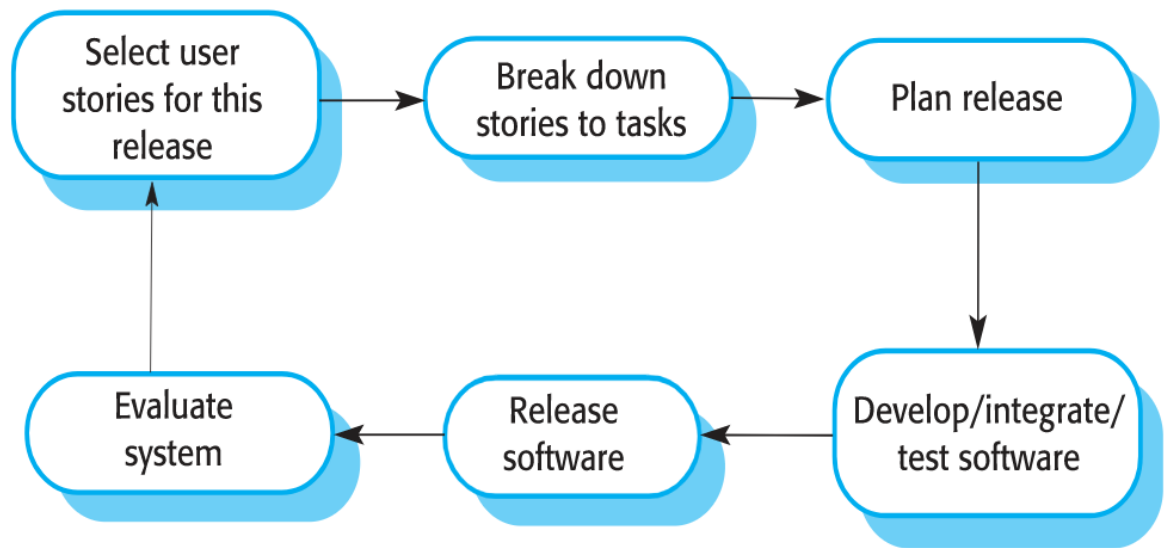 Select user
stories for this
release
Break down
stories to tasks
Plan release
Evaluate
system
Release
software
Develop/integrate/
test software